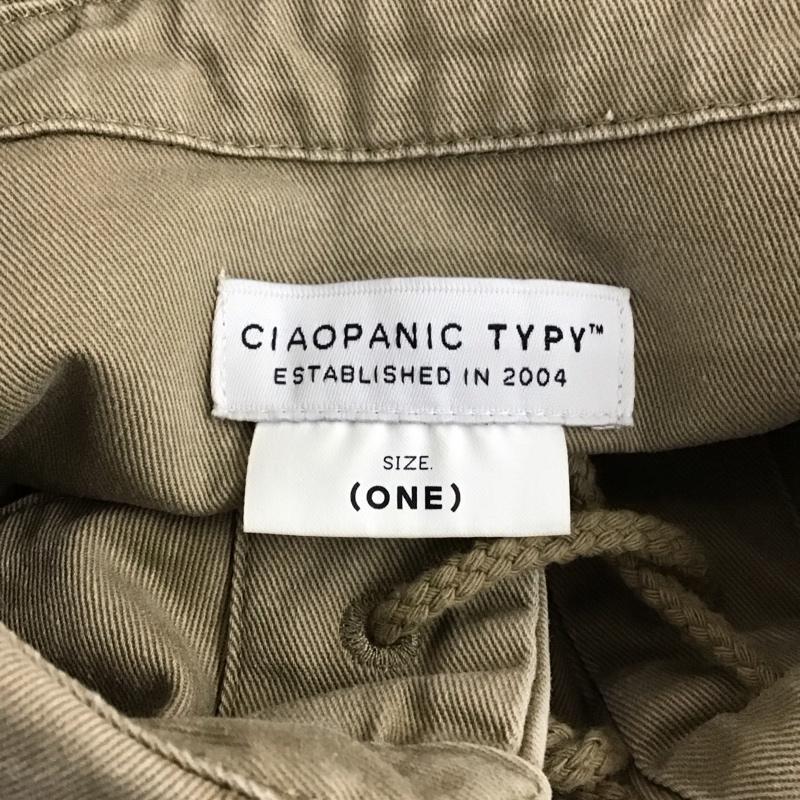 CIAOPANIC TYPY™
ESTABLISHED IN 2004
SIZE.
(ONE)